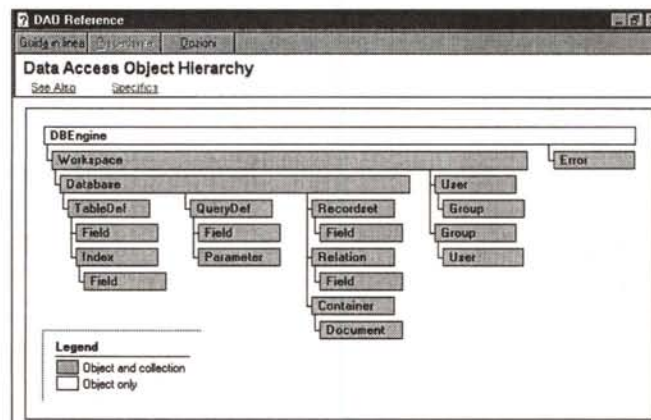 ? DAO Reference
Guida in linea Opzioni
Data Access Object Hierarchy
See Also Specifics
DBEngine
Workspace Error
Database User
TableDef QueryDef Recordset Group
Field Field Field Group
Index Parameter Relation User
Field Field
Container
Document
Legend
Object and collection
Object only